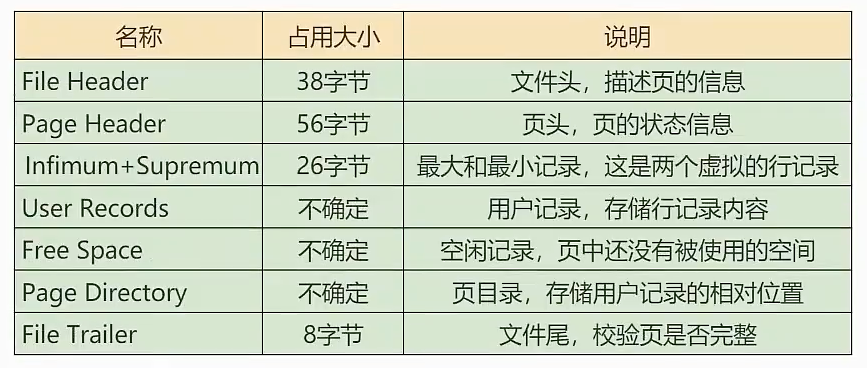 名称 占用大小 说明
File Header 38字节 文件头，描述页的信息
Page Header 56字节 页头，页的状态信息
Infimum+Supremum 26字节 最大和最小记录，这是两个虚拟的行记录
User Records 不确定 用户记录，存储行记录内容
Free Space 不确定 空闲记录，页中还没有被使用的空间
Page Directory 不确定 页目录，存储用户记录的相对位置
File Trailer 8字节 文件尾，校验页是否完整